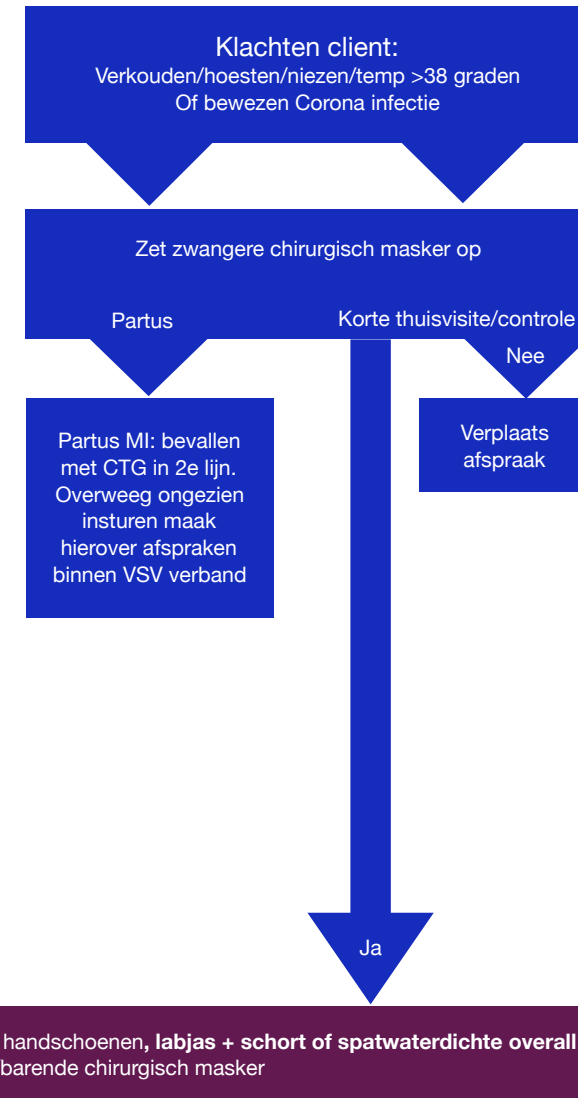 Klachten client:
Verkouden/hoesten/niezen/temp >38 graden
Of bewezen Corona infectie
Zet zwangere chirurgisch masker op
Partus
Korte thuisvisite/controle
Nee
Partus MI: bevallen
met CTG in 2e lijn.
Overweeg ongezien
insturen maak
hierover afspraken
binnen VSV verband
Verplaats
afspraak
Ja
handschoenen, labjas + schort of spatwaterdichte overall
barende chirurgisch masker